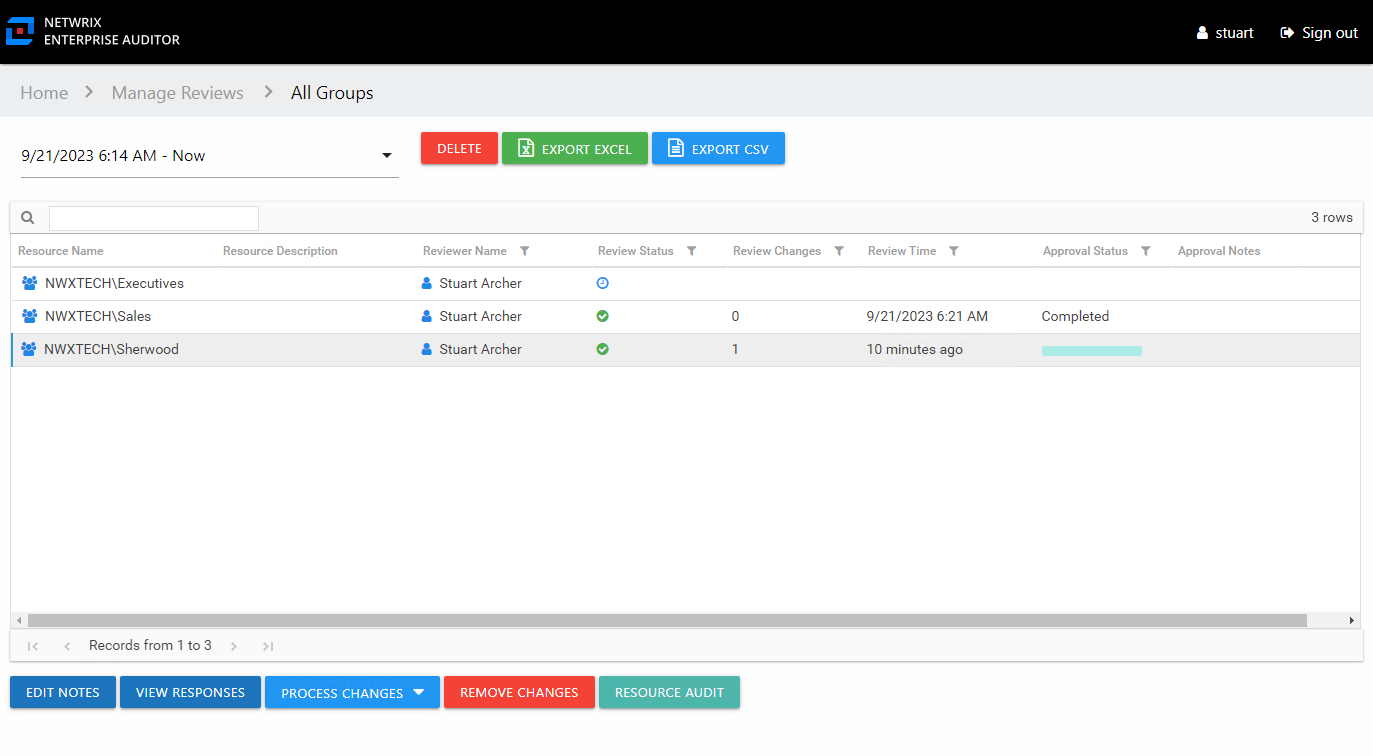 NETWRIX
ENTERPRISE AUDITOR
stuart
Sign out
Home > Manage Reviews > All Groups
9/21/2023 6:14 AM - Now
DELETE
EXPORT EXCEL
EXPORT CSV
3 rows
Resource Name Resource Description Reviewer Name Review Status Review Changes Review Time Approval Status Approval Notes
NWXTECH\Executives Stuart Archer
NWXTECH\Sales Stuart Archer 0 9/21/2023 6:21 AM Completed
NWXTECH\Sherwood Stuart Archer 1 10 minutes ago
Records from 1 to 3
EDIT NOTES
VIEW RESPONSES
PROCESS CHANGES
REMOVE CHANGES
RESOURCE AUDIT